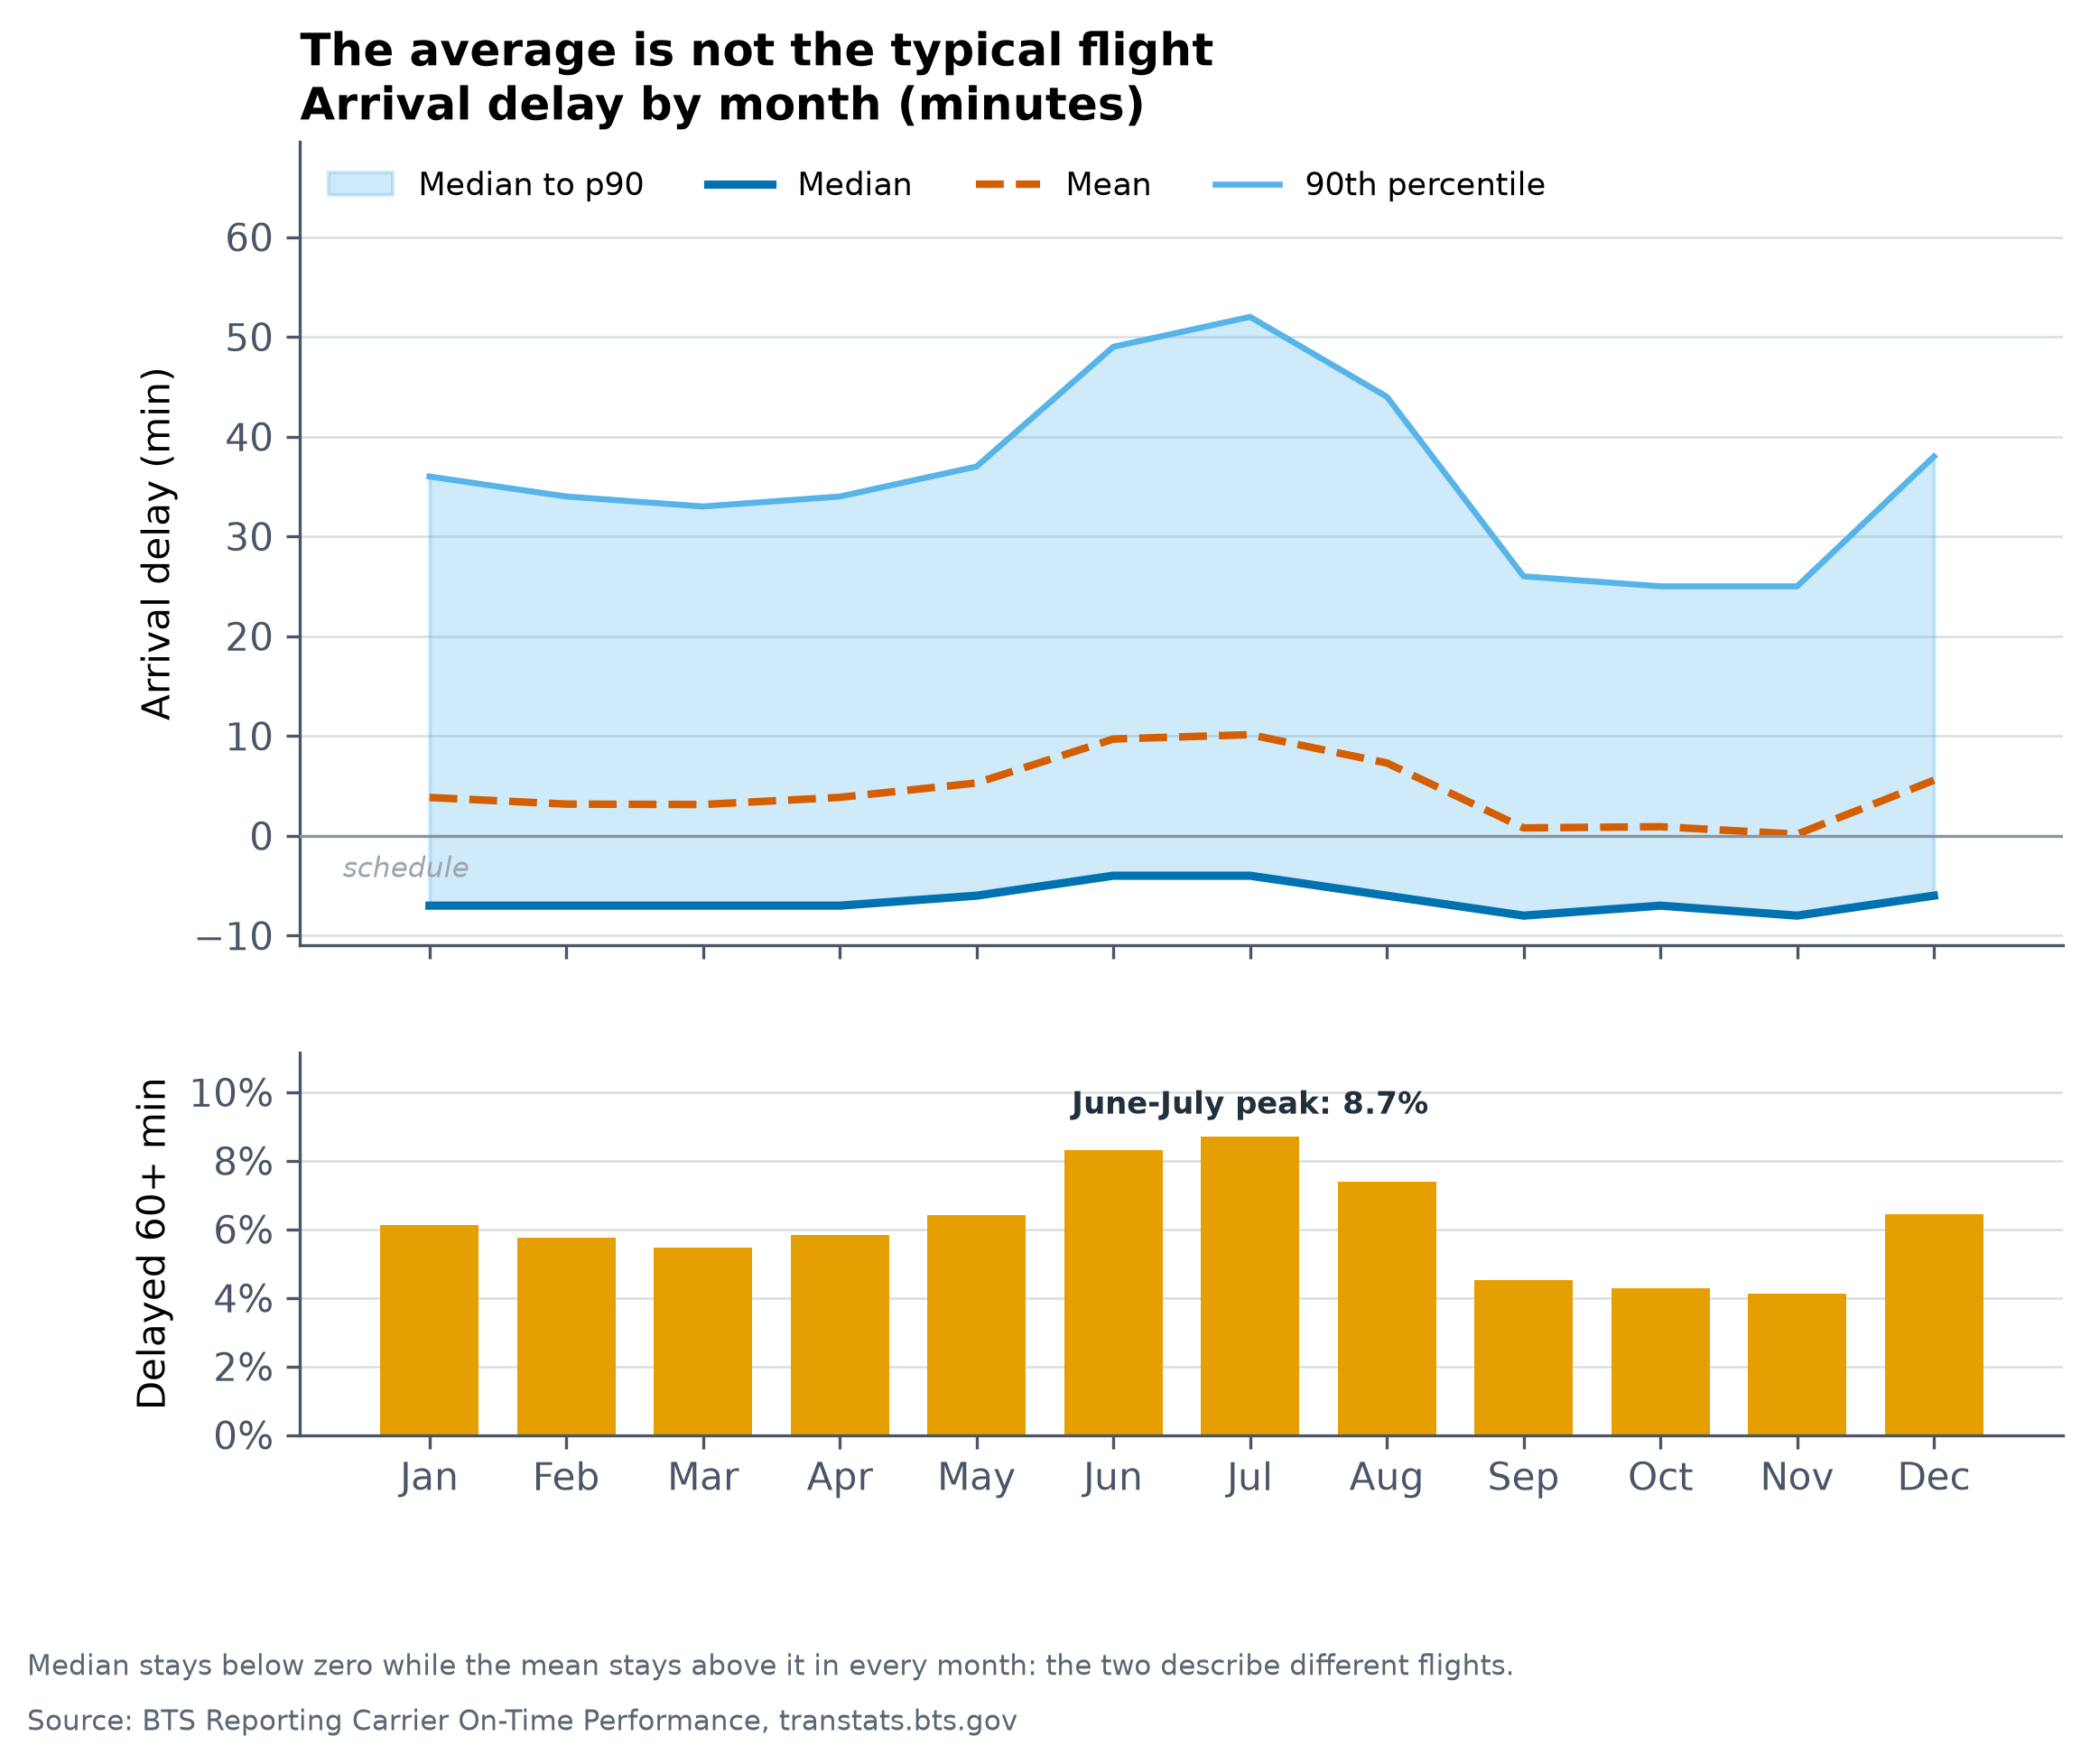 The average is not the typical flight
Arrival delay by month (minutes)
Median to p90 Median Mean 90th percentile
Arrival delay (min)
60
50
40
30
20
10
0
schedule
−10
Delayed 60+ min
10%
June-July peak: 8.7%
8%
6%
4%
2%
0%
Jan Feb Mar Apr May Jun Jul Aug Sep Oct Nov Dec
Median stays below zero while the mean stays above it in every month: the two describe different flights.
Source: BTS Reporting Carrier On-Time Performance, transtats.bts.gov